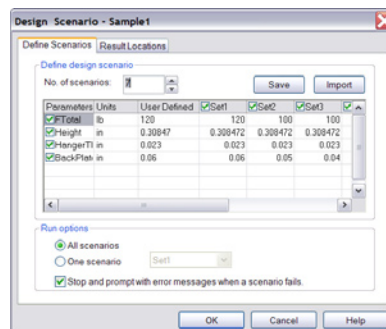 Design Scenario - Sample1
Define Scenarios Result Locations
Define design scenario
No. of scenarios: 7 Save Import
Parameters Units User Defined Set1 Set2 Set3
FTotal lb 120 120 100 100
Height in 0.30847 0.308472 0.308472 0.308472
HangerTl in 0.023 0.023 0.023 0.023
BackPlat in 0.06 0.06 0.05 0.04
Run options
All scenarios
One scenario Set1
Stop and prompt with error messages when a scenario fails.
OK Cancel Help